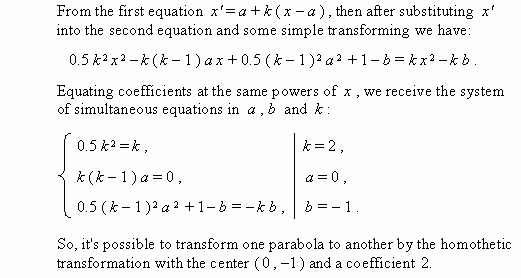 From the first equation x' = a + k ( x – a ) , then after substituting x'
into the second equation and some simple transforming we have:
0.5 k² x² – k ( k – 1 ) a x + 0.5 ( k – 1 )² a² + 1 – b = k x² – k b .
Equating coefficients at the same powers of x , we receive the system
of simultaneous equations in a , b and k :
0.5 k² = k , k = 2 ,
k ( k – 1 ) a = 0 , a = 0 ,
0.5 ( k – 1 )² a² + 1 – b = – k b , b = – 1 .
So, it's possible to transform one parabola to another by the homothetic
transformation with the center ( 0 , –1 ) and a coefficient 2.